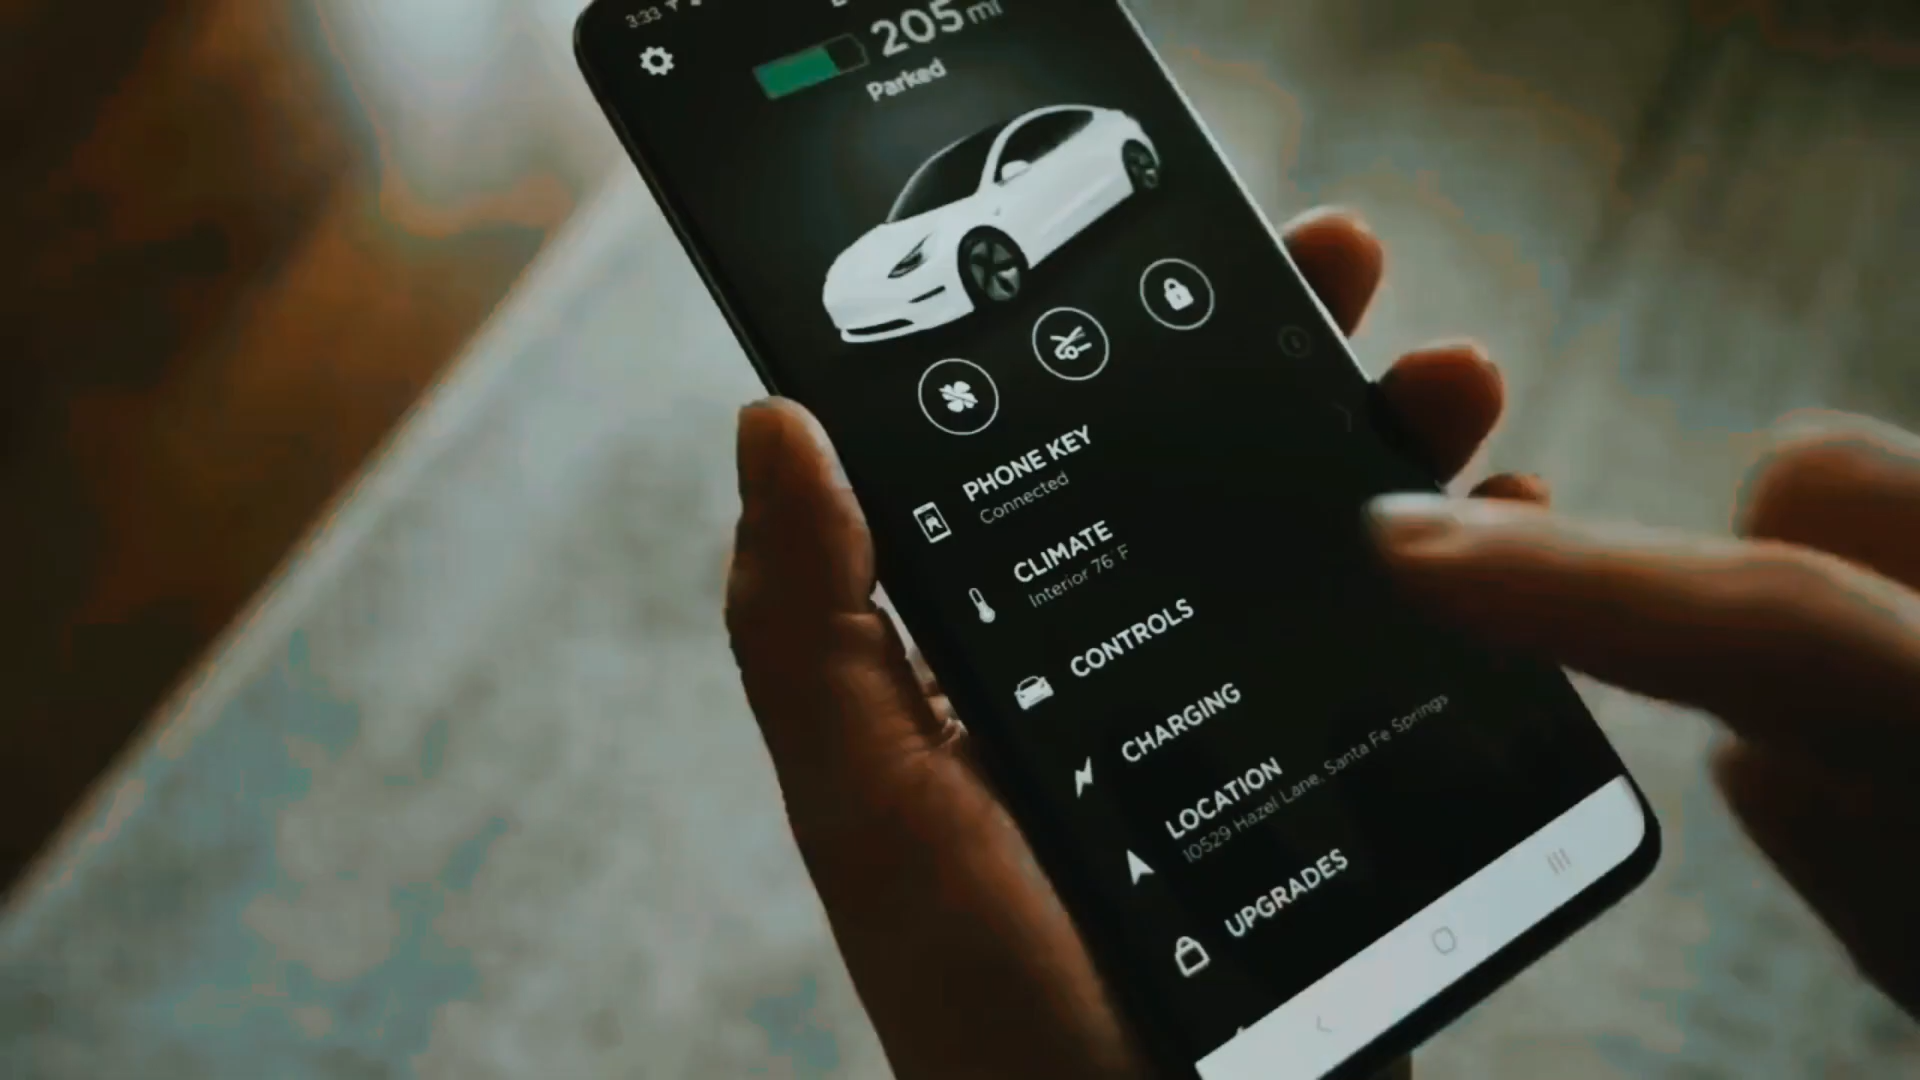 3:33
205 mi
Parked
PHONE KEY
Connected
CLIMATE
Interior 76°F
CONTROLS
CHARGING
LOCATION
10529 Hazel Lane, Santa Fe Springs
UPGRADES